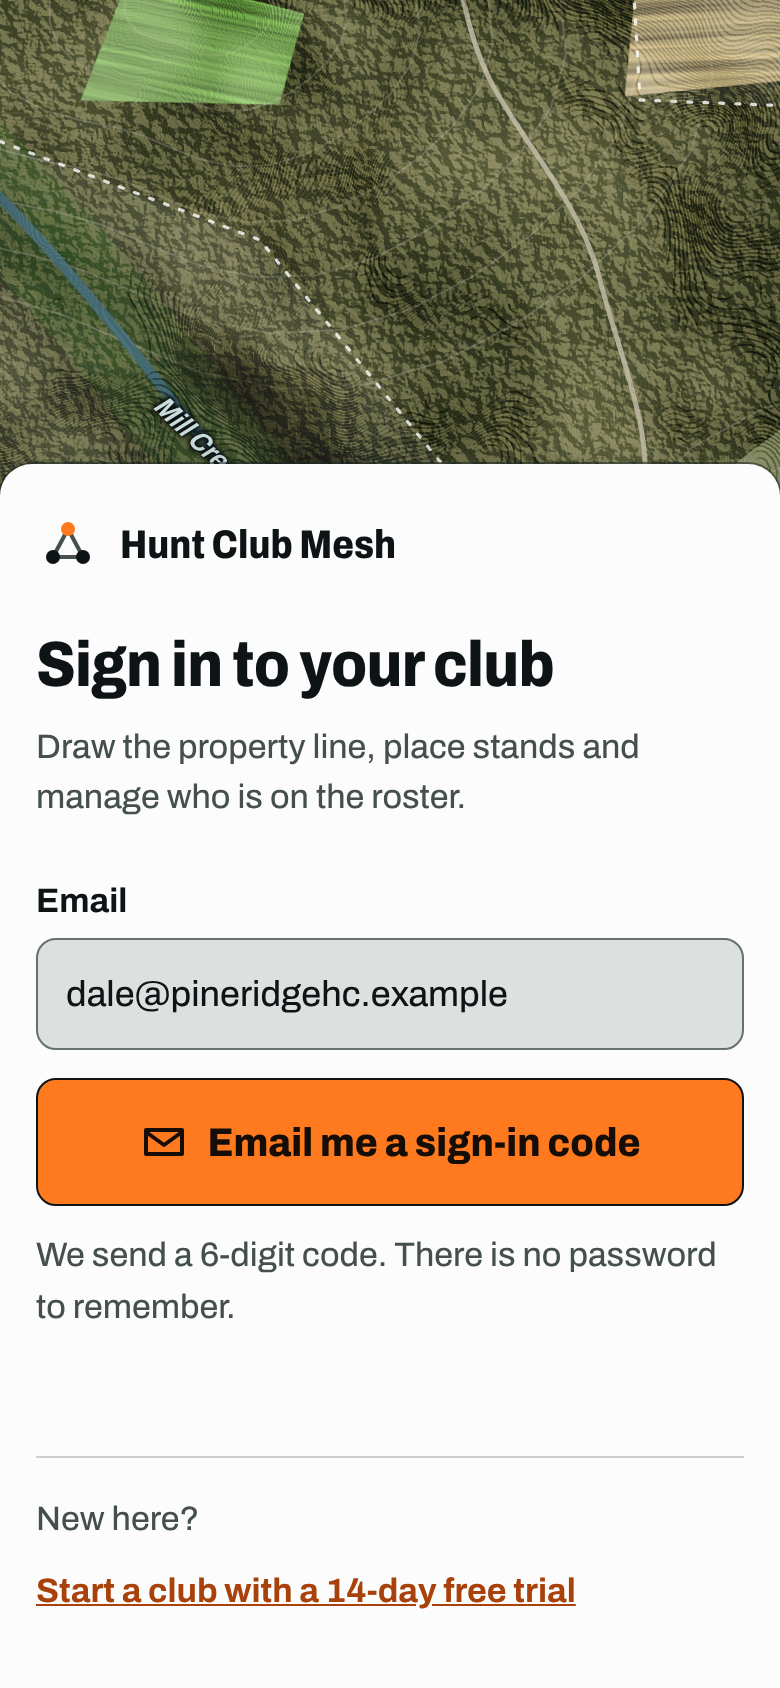 Mill Cre
Hunt Club Mesh
Sign in to your club
Draw the property line, place stands and
manage who is on the roster.
Email
dale@pineridgehc.example
Email me a sign-in code
We send a 6-digit code. There is no password
to remember.
New here?
Start a club with a 14-day free trial